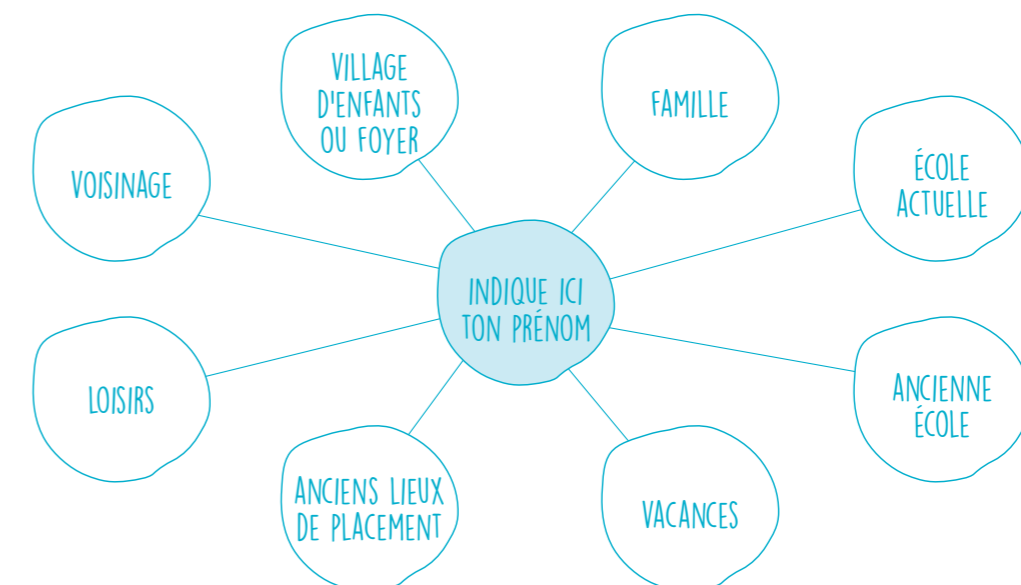 VILLAGE
D'ENFANTS
OU FOYER
FAMILLE
VOISINAGE
ÉCOLE
ACTUELLE
INDIQUE ICI
TON PRÉNOM
LOISIRS
ANCIENNE
ÉCOLE
ANCIENS LIEUX
DE PLACEMENT
VACANCES